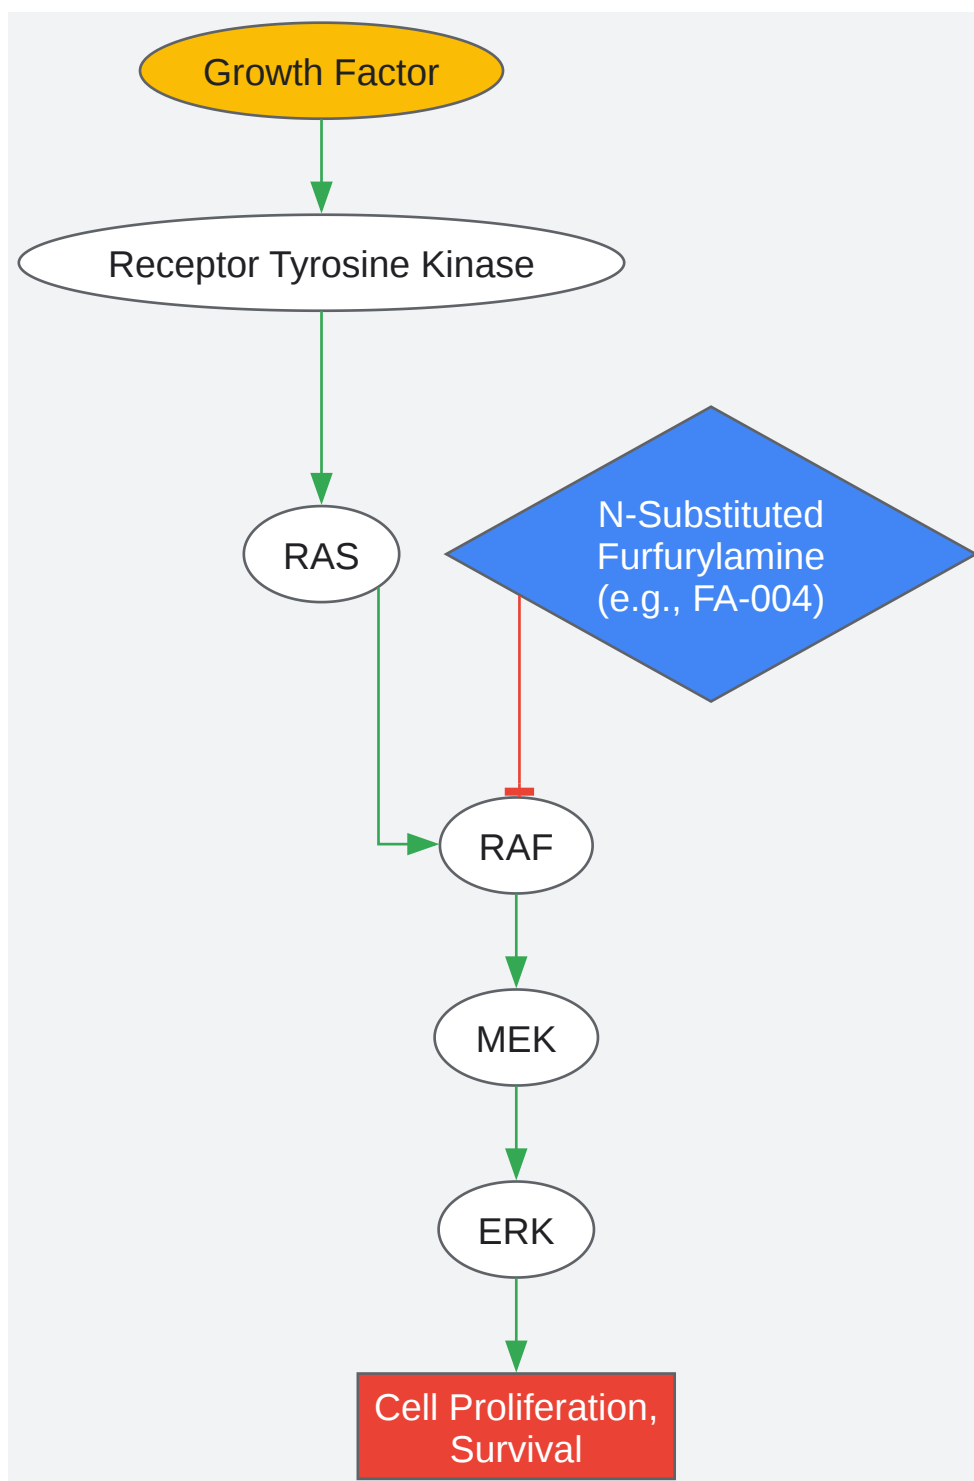 Growth Factor
Receptor Tyrosine Kinase
RAS
N-Substituted
Furfurylamine
(e.g., FA-004)
RAF
MEK
ERK
Cell Proliferation,
Survival